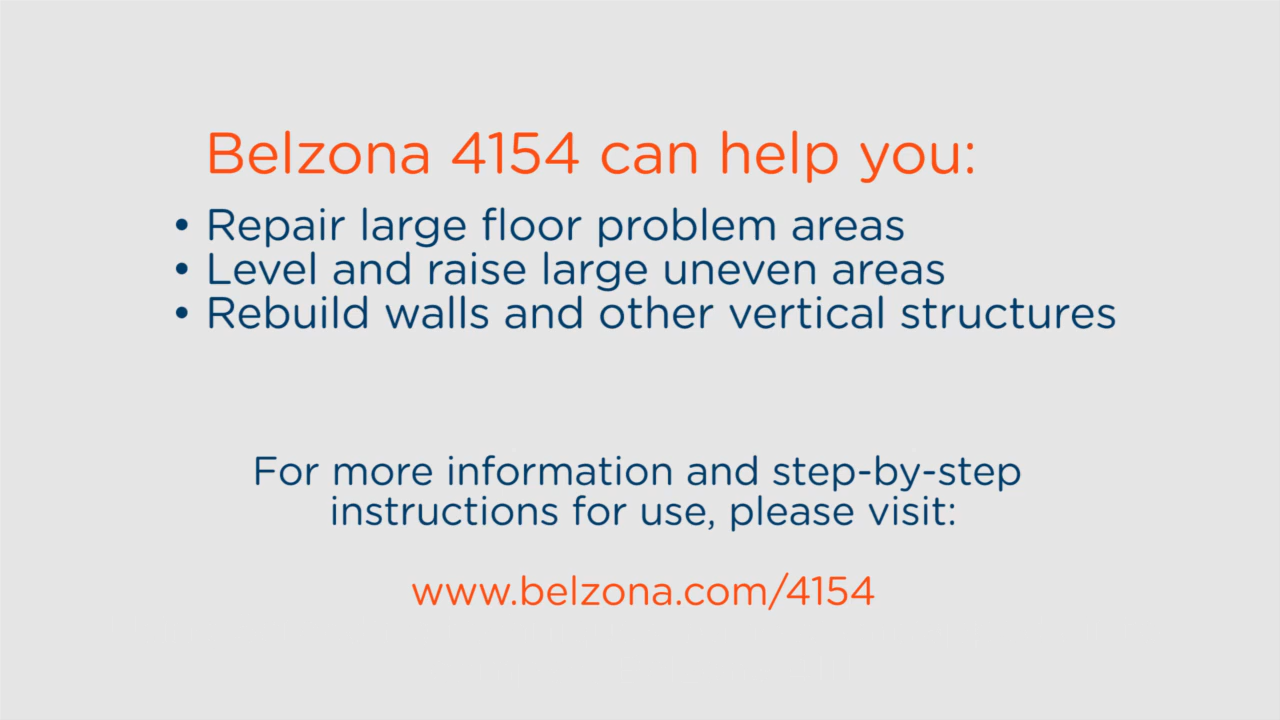 Belzona 4154 can help you:
• Repair large floor problem areas
• Level and raise large uneven areas
• Rebuild walls and other vertical structures
For more information and step-by-step
instructions for use, please visit:
www.belzona.com/4154